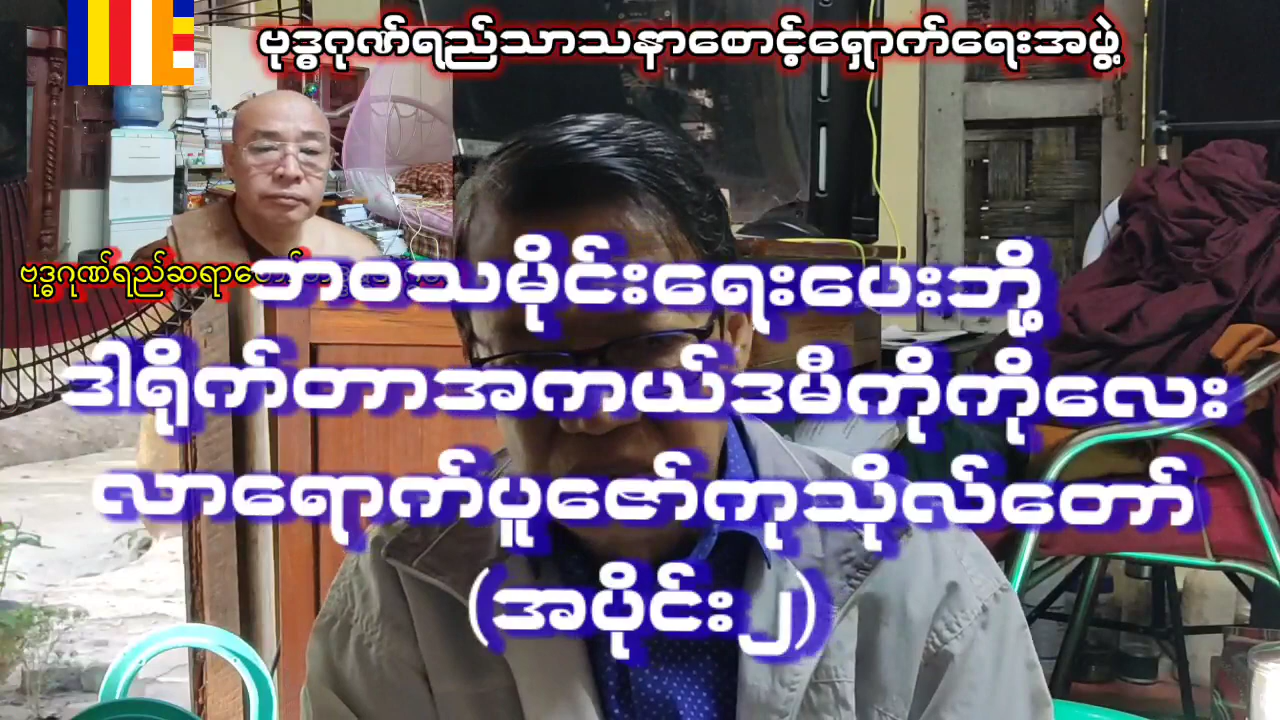 ဗုဒ္ဓဂုဏ်ရည်သာသနာစောင့်ရှောက်ရေးအဖွဲ့
ဗုဒ္ဓဂုဏ်ရည်ဆရာတော်
ဘဝသမိုင်းရေးပေးဘို့
ဒါရိုက်တာအကယ်ဒမီကိုကိုလေး
လာရောက်ပူဇော်ကုသိုလ်တော်
(အပိုင်း၂)